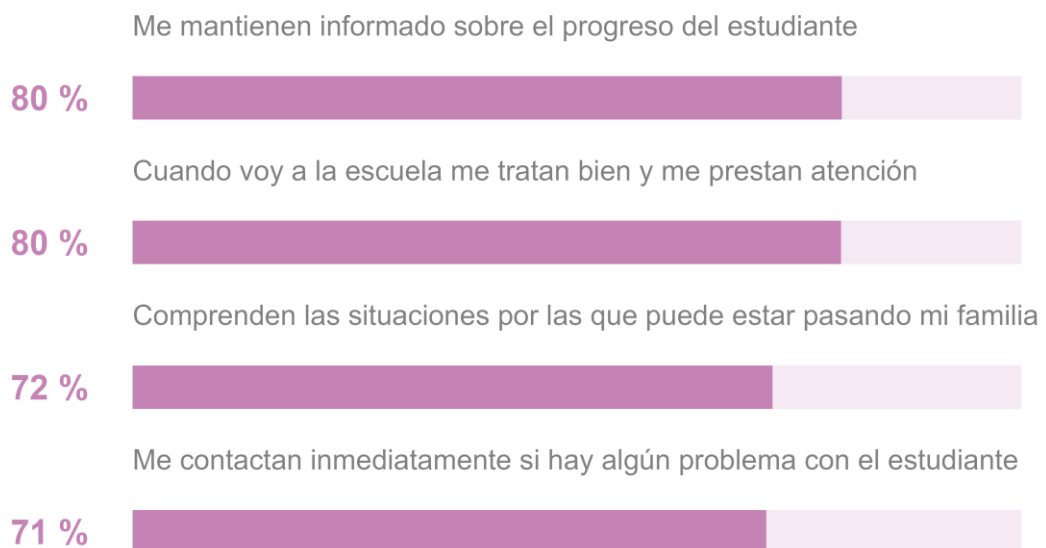 Me mantienen informado sobre el progreso del estudiante
80 %
Cuando voy a la escuela me tratan bien y me prestan atención
80 %
Comprenden las situaciones por las que puede estar pasando mi familia
72 %
Me contactan inmediatamente si hay algún problema con el estudiante
71 %